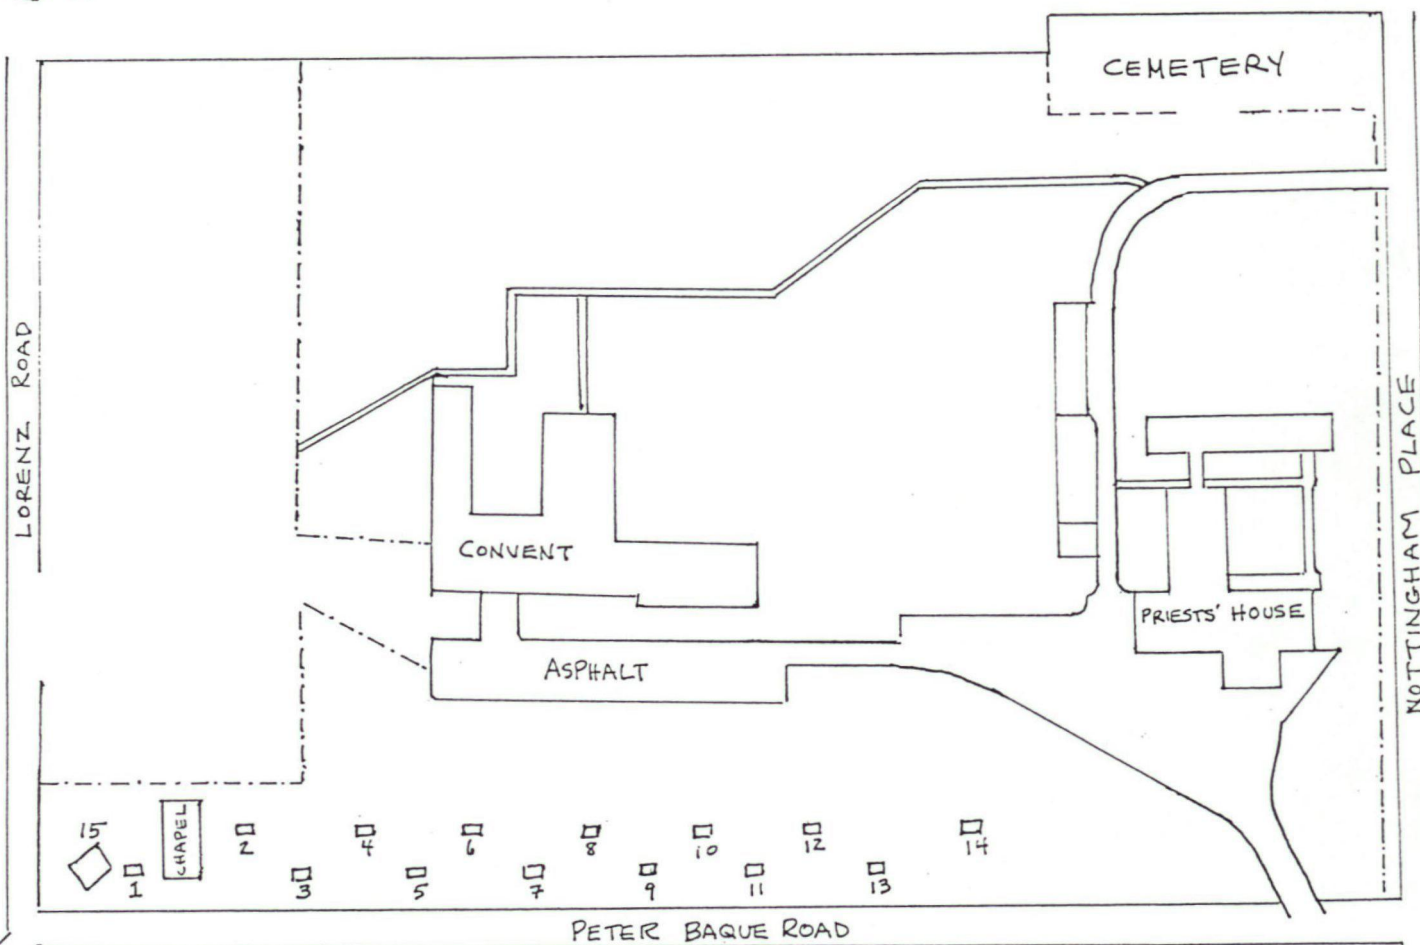 CEMETERY
LORENZ ROAD
NOTTINGHAM PLACE
CONVENT
PRIESTS' HOUSE
ASPHALT
15
CHAPEL
2
4
6
8
10
12
14
1
3
5
7
9
11
13
PETER BAQUE ROAD